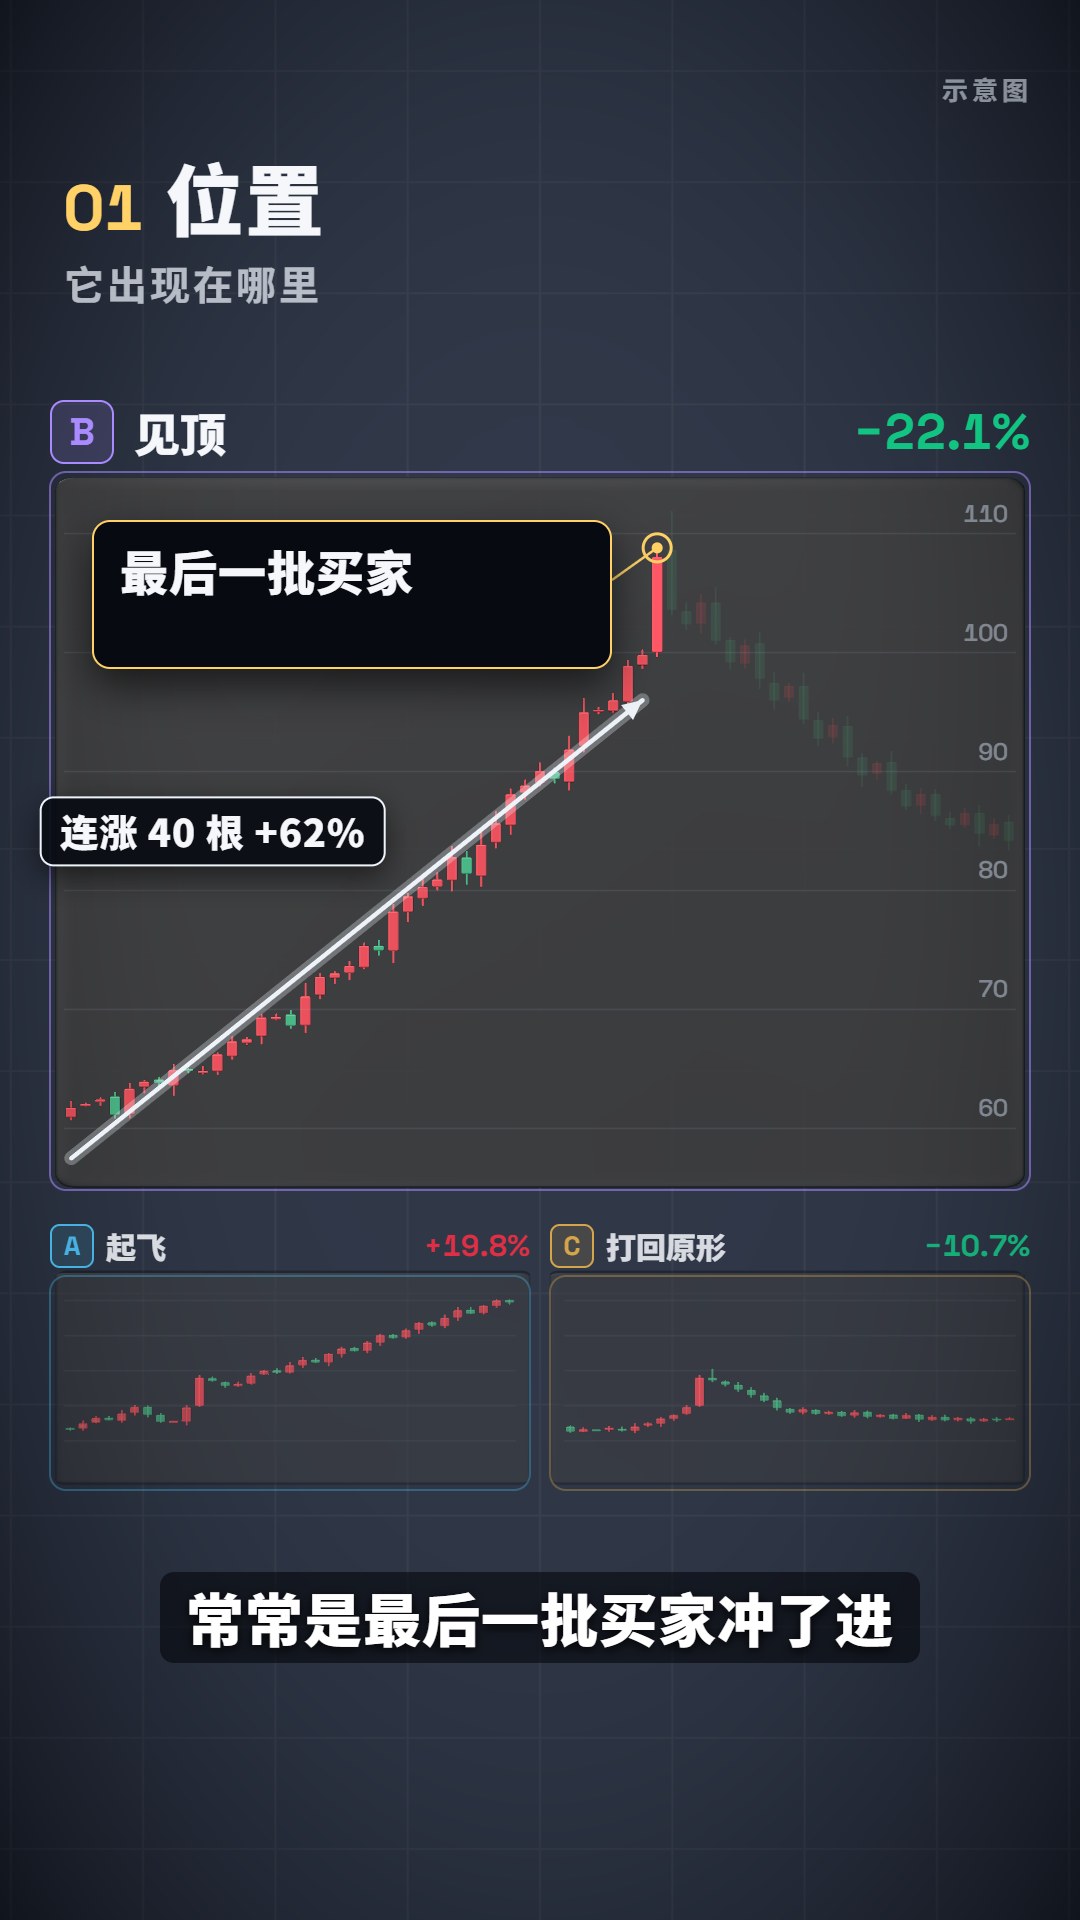 示意图
01 位置
它出现在哪里
B 见顶 -22.1%
110
最后一批买家
100
90
连涨 40 根 +62%
80
70
60
A 起飞 +19.8%
C 打回原形 -10.7%
常常是最后一批买家冲了进